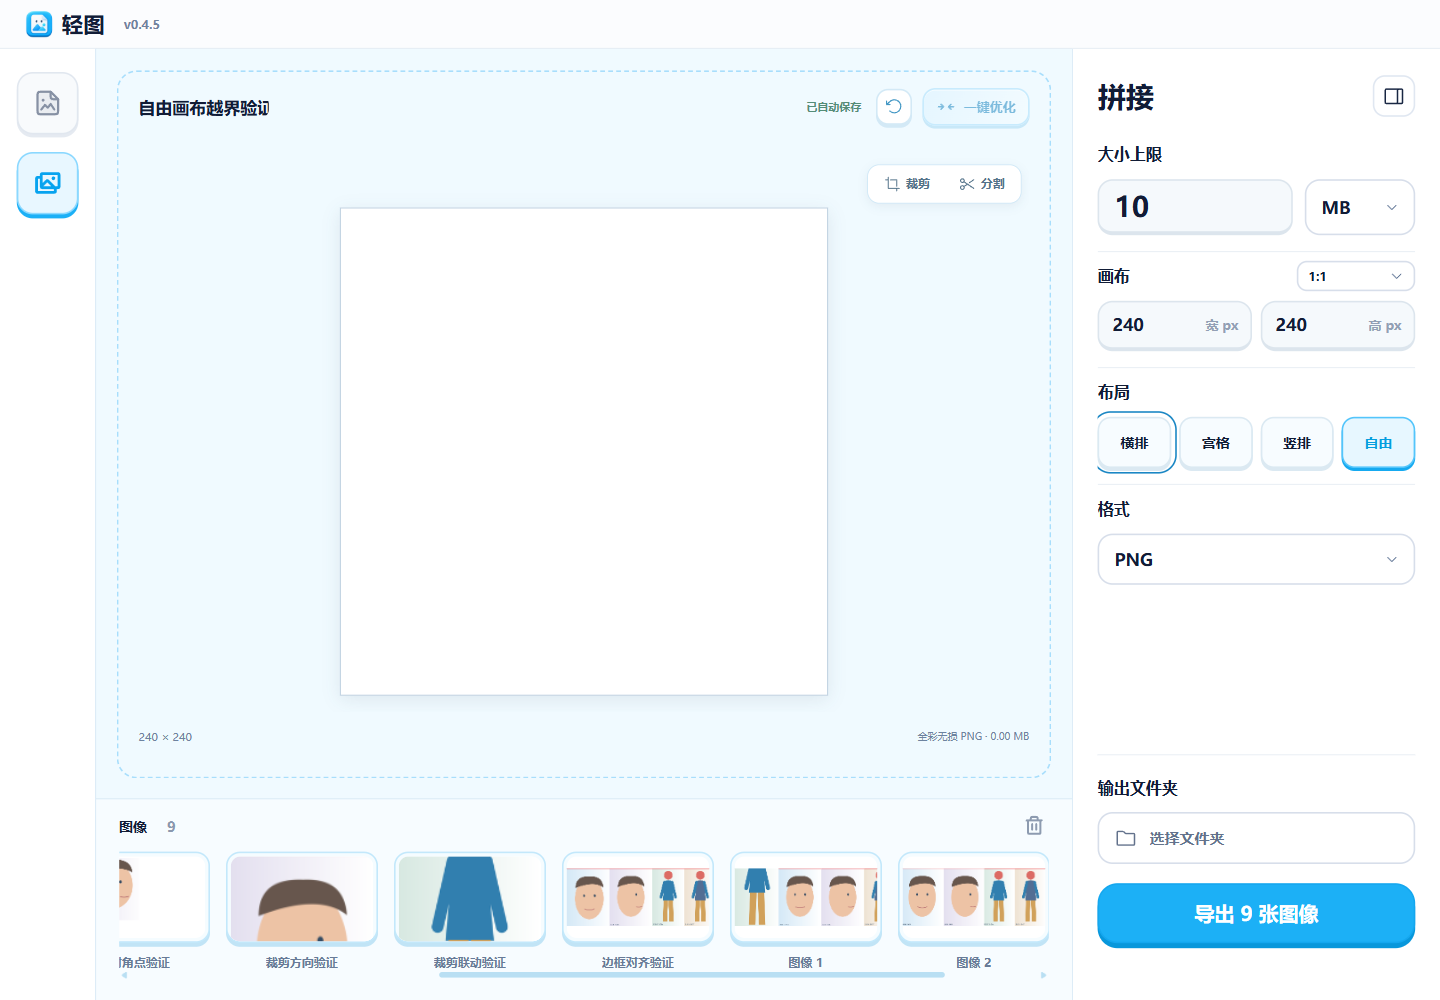 轻图 v0.4.5
自由画布越界验证
已自动保存
一键优化
裁剪
分割
240 × 240
全彩无损 PNG · 0.00 MB
图像 9
角点验证
裁剪方向验证
裁剪联动验证
边框对齐验证
图像 1
图像 2
拼接
大小上限
10
MB
画布
1:1
240 宽 px
240 高 px
布局
横排
宫格
竖排
自由
格式
PNG
输出文件夹
选择文件夹
导出 9 张图像